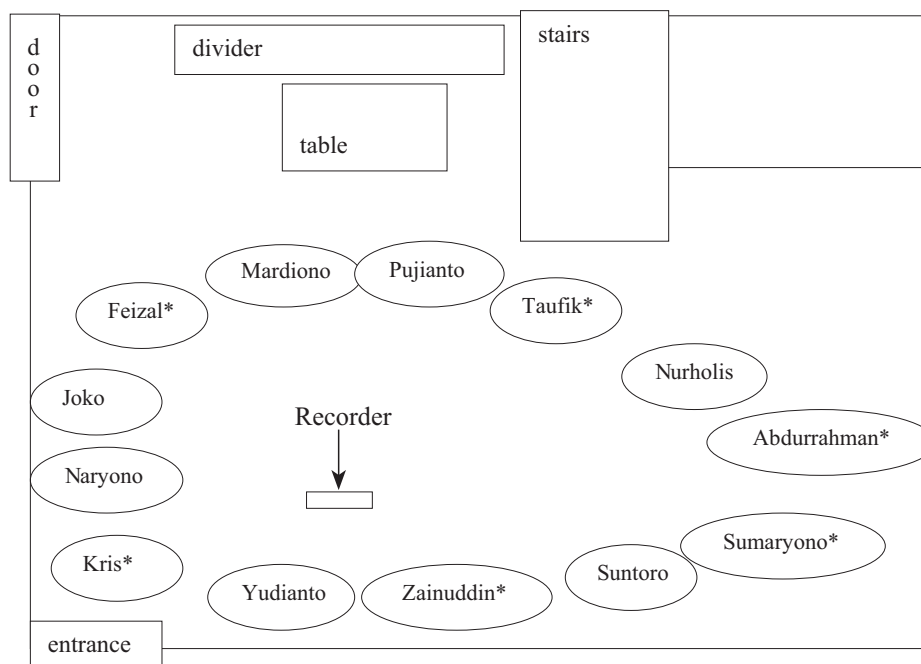 door
divider
stairs
table
Mardiono
Pujianto
Feizal*
Taufik*
Nurholis
Joko
Recorder
Abdurrahman*
Naryono
Sumaryono*
Kris*
Suntoro
Yudianto
Zainuddin*
entrance